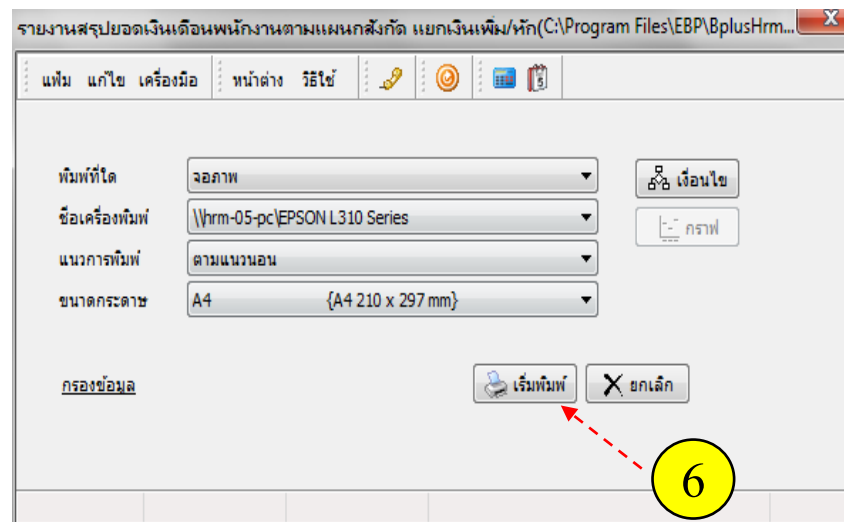 รายงานสรุปยอดเงินเดือนพนักงานตามแผนกสังกัด แยกเงินเพิ่ม/หัก(C:\Program Files\EBP\BplusHrm...
แฟ้ม แก้ไข เครื่องมือ หน้าต่าง วิธีใช้
พิมพ์ที่ใด จอภาพ เงื่อนไข
ชื่อเครื่องพิมพ์ \\hrm-05-pc\EPSON L310 Series กราฟ
แนวการพิมพ์ ตามแนวนอน
ขนาดกระดาษ A4 {A4 210 x 297 mm}
กรองข้อมูล เริ่มพิมพ์ ยกเลิก
6